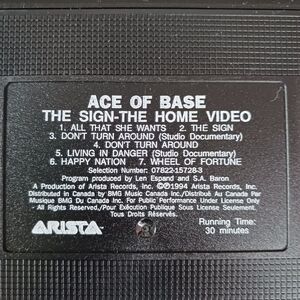 ACE OF BASE
THE SIGN-THE HOME VIDEO
1. ALL THAT SHE WANTS 2. THE SIGN
3. DON'T TURN AROUND (Studio Documentary)
4. DON'T TURN AROUND
5. LIVING IN DANGER (Studio Documentary)
6. HAPPY NATION 7. WHEEL OF FORTUNE
Selection Number: 07822-15728-3
Program produced by Len Epand and S.A. Baron
A Production of Arista Records, Inc. ©℗1994 Arista Records, Inc.
Distributed in Canada by BMG Music Canada Inc./Distribué Au Canada Par
Musique BMG Du Canada Inc. For Public Performance Under License Only
- All Rights Reserved./Pour Exécution Publique Sous License Seulement.
Tous Droits Réservés.
ARISTA
Running Time:
30 minutes